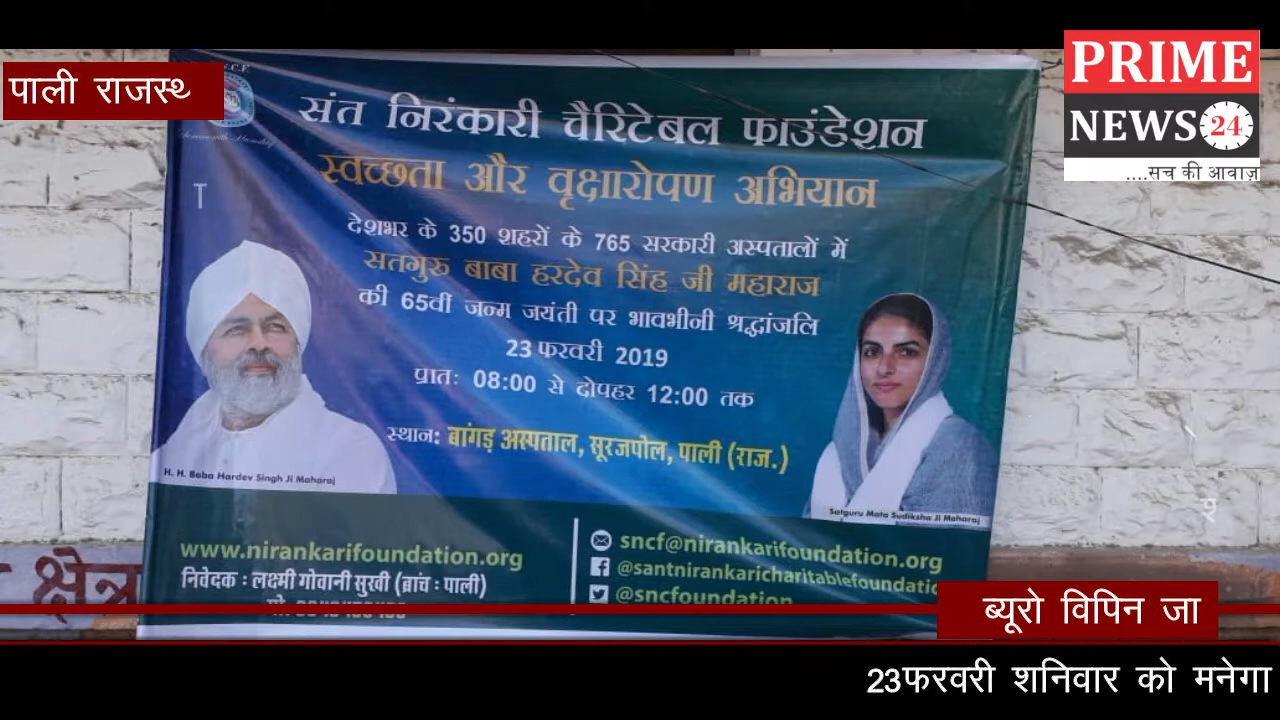 पाली राजस्थ
PRIME
NEWS 24
....सच की आवाज़
संत निरंकारी चैरिटेबल फाउंडेशन
स्वच्छता और वृक्षारोपण अभियान
T
देशभर के 350 शहरों के 765 सरकारी अस्पतालों में
सतगुरु बाबा हरदेव सिंह जी महाराज
की 65वीं जन्म जयंती पर भावभीनी श्रद्धांजलि
23 फरवरी 2019
प्रातः 08:00 से दोपहर 12:00 तक
स्थान: बांगड़ अस्पताल, सूरजपोल, पाली (राज.)
H. H. Baba Hardev Singh Ji Maharaj
Satguru Mata Sudiksha Ji Maharaj
www.nirankarifoundation.org
निवेदक : लक्ष्मी गोवानी सुखी (ब्रांच : पाली)
sncf@nirankarifoundation.org
@santnirankaricharitablefoundatio
@sncfoundation
क्षेत्र
ब्यूरो विपिन जा
23फरवरी शनिवार को मनेगा